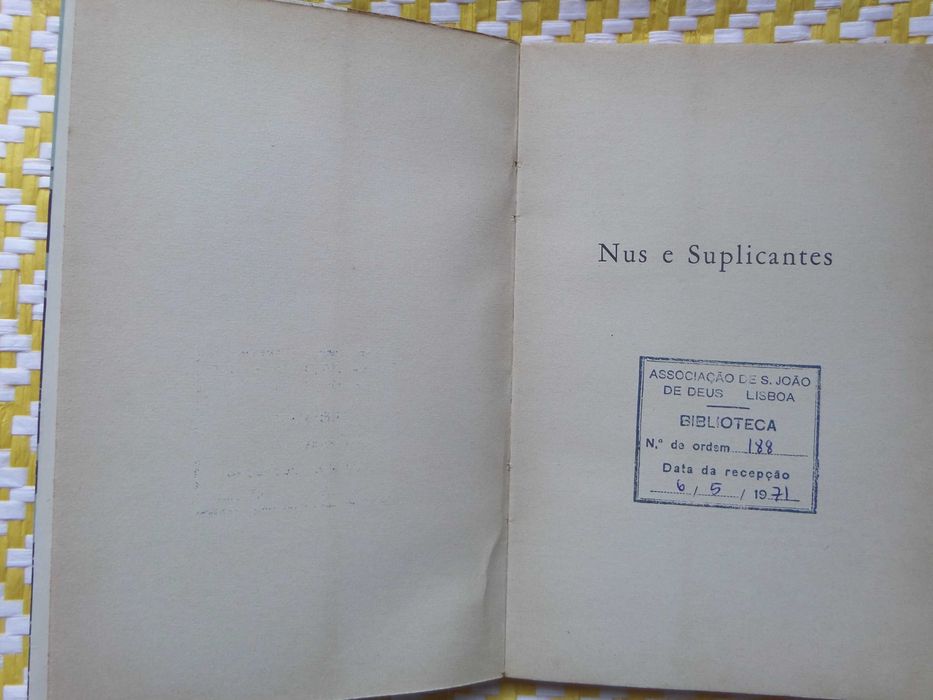 Nus e Suplicantes
ASSOCIAÇÃO DE S. JOÃO
DE DEUS LISBOA
BIBLIOTECA
N.º de ordem 188
Data da recepção
6 / 5 / 1971